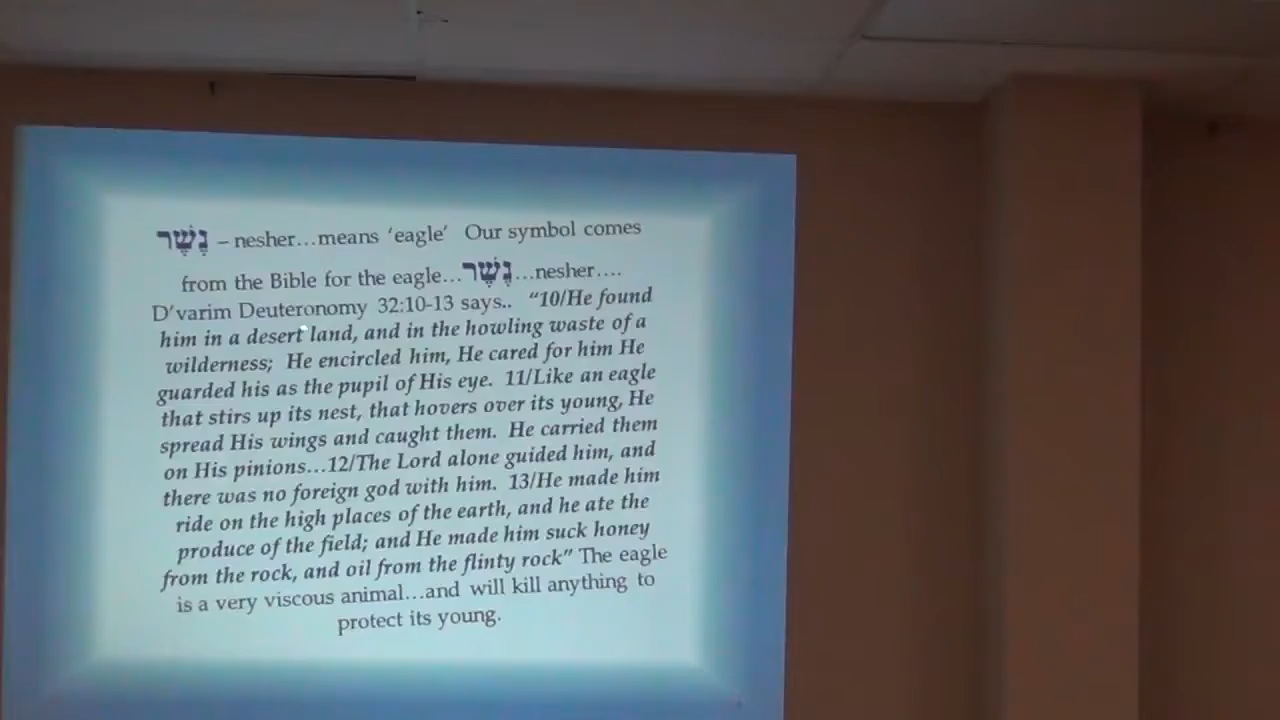 נֶשֶׁר – nesher...means 'eagle' Our symbol comes
from the Bible for the eagle...נֶשֶׁר...nesher....
D'varim Deuteronomy 32:10-13 says.. "10/He found
him in a desert land, and in the howling waste of a
wilderness; He encircled him, He cared for him He
guarded his as the pupil of His eye. 11/Like an eagle
that stirs up its nest, that hovers over its young, He
spread His wings and caught them. He carried them
on His pinions...12/The Lord alone guided him, and
there was no foreign god with him. 13/He made him
ride on the high places of the earth, and he ate the
produce of the field; and He made him suck honey
from the rock, and oil from the flinty rock" The eagle
is a very viscous animal...and will kill anything to
protect its young.